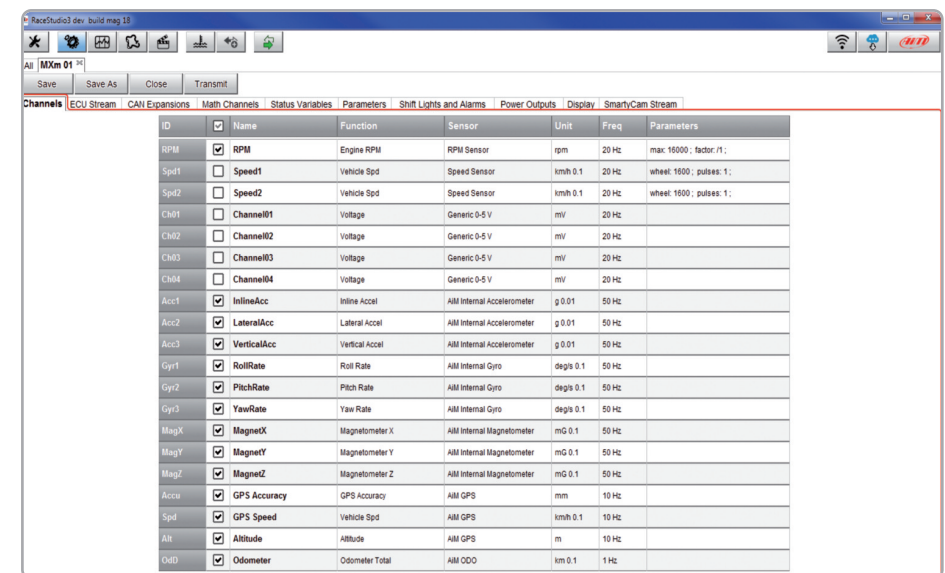 RaceStudio3 dev build mag 18
AiM
All MXm 01
Save Save As Close Transmit
Channels ECU Stream CAN Expansions Math Channels Status Variables Parameters Shift Lights and Alarms Power Outputs Display SmartyCam Stream
ID Name Function Sensor Unit Freq Parameters
RPM RPM Engine RPM RPM Sensor rpm 20 Hz max: 16000 ; factor: /1 ;
Spd1 Speed1 Vehicle Spd Speed Sensor km/h 0.1 20 Hz wheel: 1600 ; pulses: 1 ;
Spd2 Speed2 Vehicle Spd Speed Sensor km/h 0.1 20 Hz wheel: 1600 ; pulses: 1 ;
Ch01 Channel01 Voltage Generic 0-5 V mV 20 Hz
Ch02 Channel02 Voltage Generic 0-5 V mV 20 Hz
Ch03 Channel03 Voltage Generic 0-5 V mV 20 Hz
Ch04 Channel04 Voltage Generic 0-5 V mV 20 Hz
Acc1 InlineAcc Inline Accel AiM Internal Accelerometer g 0.01 50 Hz
Acc2 LateralAcc Lateral Accel AiM Internal Accelerometer g 0.01 50 Hz
Acc3 VerticalAcc Vertical Accel AiM Internal Accelerometer g 0.01 50 Hz
Gyr1 RollRate Roll Rate AiM Internal Gyro deg/s 0.1 50 Hz
Gyr2 PitchRate Pitch Rate AiM Internal Gyro deg/s 0.1 50 Hz
Gyr3 YawRate Yaw Rate AiM Internal Gyro deg/s 0.1 50 Hz
MagX MagnetX Magnetometer X AiM Internal Magnetometer mG 0.1 50 Hz
MagY MagnetY Magnetometer Y AiM Internal Magnetometer mG 0.1 50 Hz
MagZ MagnetZ Magnetometer Z AiM Internal Magnetometer mG 0.1 50 Hz
Accu GPS Accuracy GPS Accuracy AiM GPS mm 10 Hz
Spd GPS Speed Vehicle Spd AiM GPS km/h 0.1 10 Hz
Alt Altitude Altitude AiM GPS m 10 Hz
OdD Odometer Odometer Total AiM ODO km 0.1 1 Hz